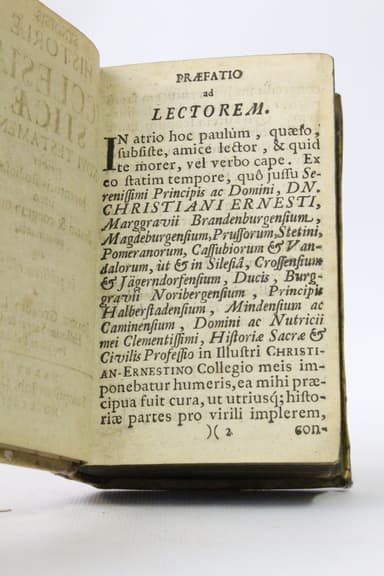 HISTORIÆ
PRÆFATIO
ad
LECTOREM.
IN atrio hoc paulùm, quæſo,
ſubſiſte, amice lector, & quid
te morer, vel verbo cape. Ex
eo ſtatim tempore, quô juſſu Se-
reniſſimi Principis ac Domini, DN.
CHRISTIANI ERNESTI,
Marggravii Brandenburgenſium,
Magdeburgenſium, Pruſſorum, Stetini,
Pomeranorum, Caſſubiorum & Van-
dalorum, ùt & in Sileſiâ, Croſſenſium
& Jägerndorfenſium, Ducis, Burg-
gravii Noribergenſium, Principis
Halberſtadenſium, Mindenſium ac
Caminenſium, Domini ac Nutricii
mei Clementiſſimi, Hiſtoriæ Sacræ &
Civilis Profeſſio in Illuſtri CHRISTI-
AN-ERNESTINO Collegio meis im-
ponebatur humeris, ea mihi præ-
cipua fuit cura, ut utriusq; hiſto-
riæ partes pro virili implerem,
)( 2 con-